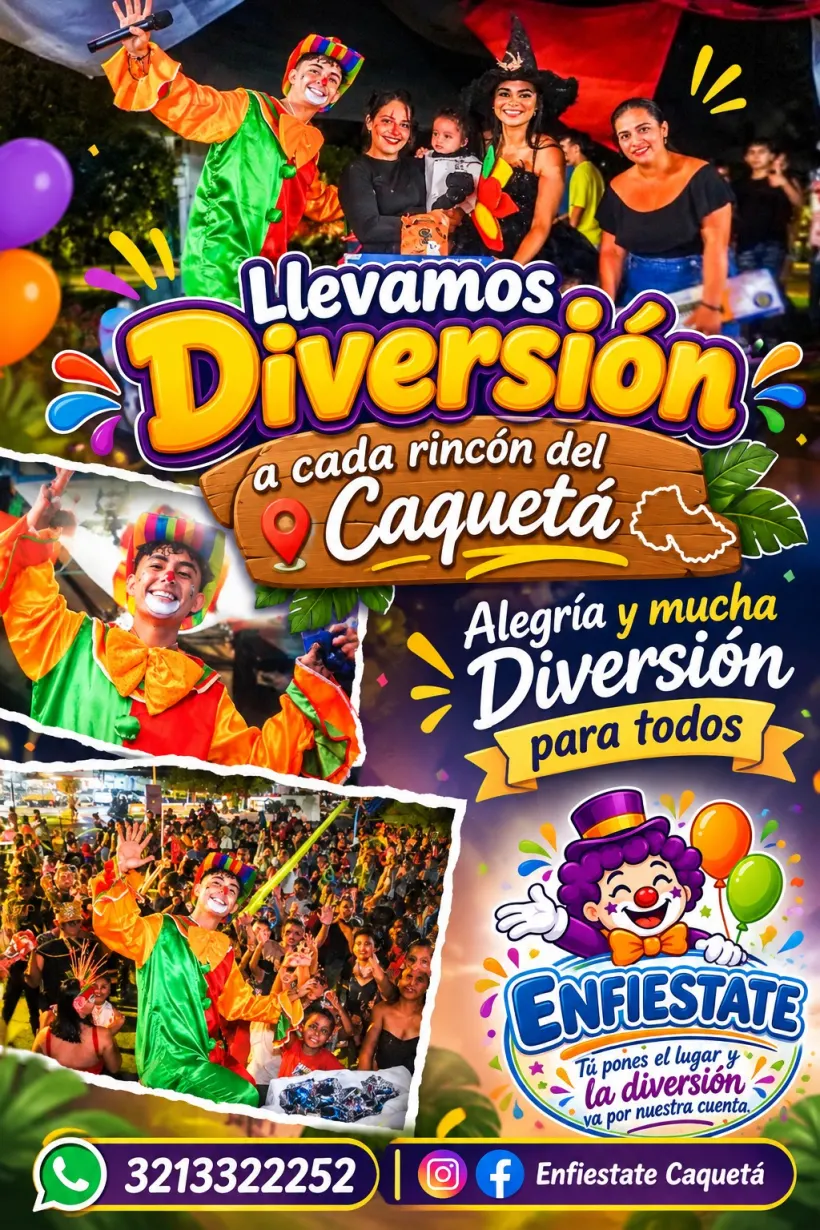 Llevamos
Diversión
a cada rincón del
Caquetá
Alegría y mucha
Diversión
para todos
ENFIESTATE
Tú pones el lugar y
la diversión
va por nuestra cuenta.
3213322252
Enfiestate Caquetá